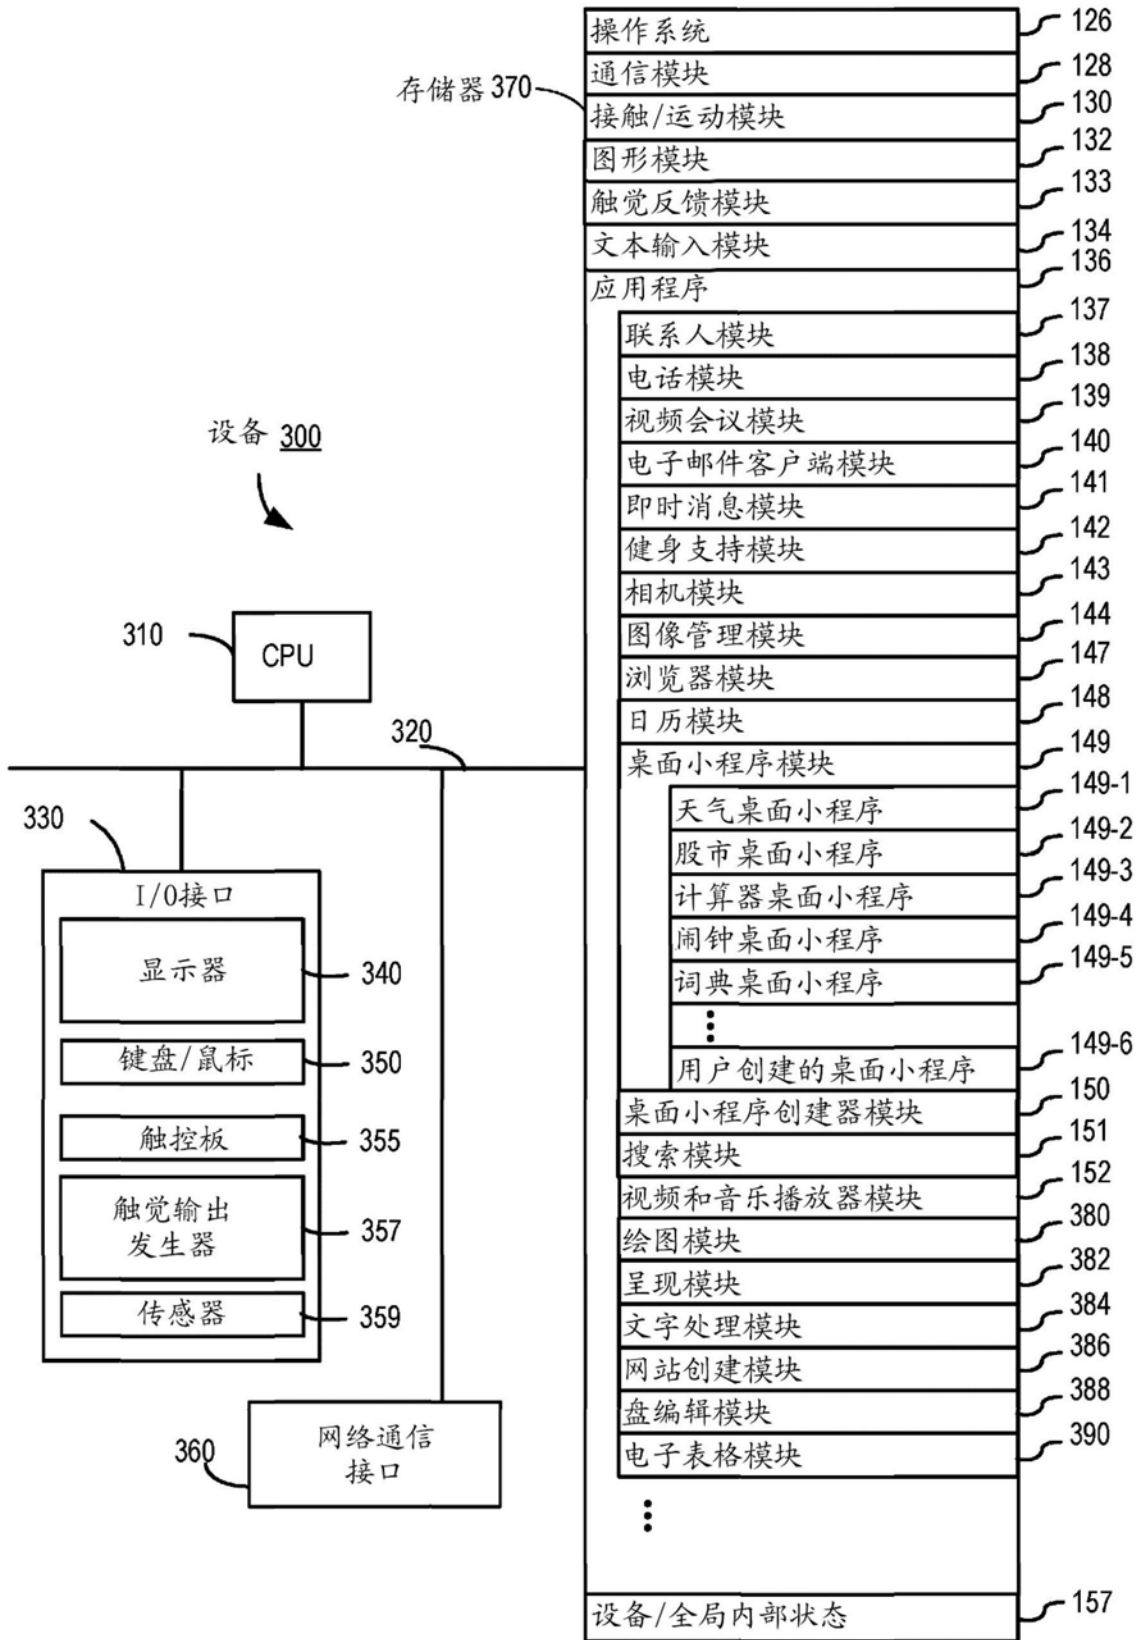 设备 300
310
CPU
320
330
I/0接口
显示器
340
键盘/鼠标
350
触控板
355
触觉输出
发生器
357
传感器
359
360
网络通信
接口
存储器 370
操作系统
126
通信模块
128
接触/运动模块
130
图形模块
132
触觉反馈模块
133
文本输入模块
134
应用程序
136
联系人模块
137
电话模块
138
视频会议模块
139
电子邮件客户端模块
140
即时消息模块
141
健身支持模块
142
相机模块
143
图像管理模块
144
浏览器模块
147
日历模块
148
桌面小程序模块
149
天气桌面小程序
149-1
股市桌面小程序
149-2
计算器桌面小程序
149-3
闹钟桌面小程序
149-4
词典桌面小程序
149-5
用户创建的桌面小程序
149-6
桌面小程序创建器模块
150
搜索模块
151
视频和音乐播放器模块
152
绘图模块
380
呈现模块
382
文字处理模块
384
网站创建模块
386
盘编辑模块
388
电子表格模块
390
设备/全局内部状态
157